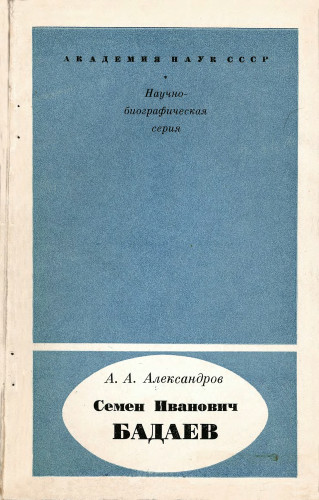 АКАДЕМИЯ НАУК СССР
Научно-
биографическая
серия
А. А. Александров
Семен Иванович
БАДАЕВ